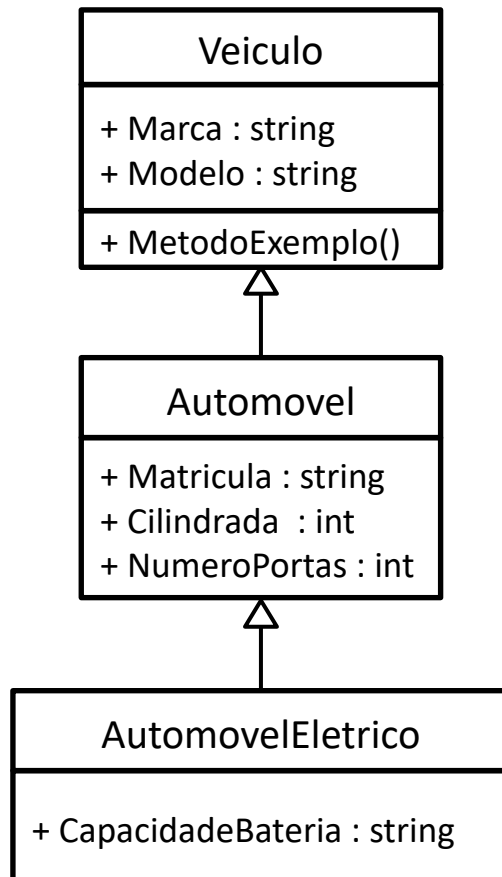 Veiculo
+ Marca : string
+ Modelo : string
+ MetodoExemplo()
Automovel
+ Matricula : string
+ Cilindrada : int
+ NumeroPortas : int
AutomovelEletrico
+ CapacidadeBateria : string